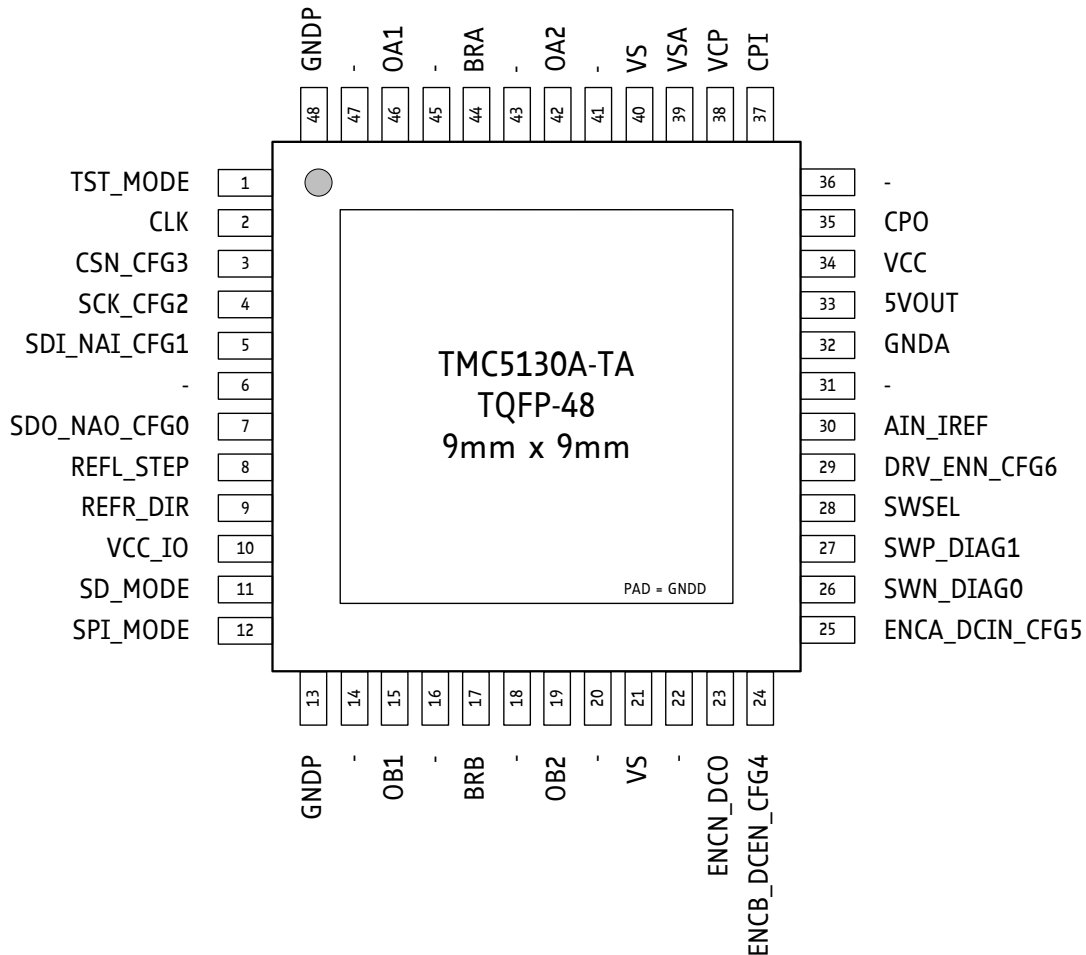 GNDP
-
OA1
-
BRA
-
OA2
-
VS
VSA
VCP
CPI
48
47
46
45
44
43
42
41
40
39
38
37
TST_MODE 1
CLK 2
CSN_CFG3 3
SCK_CFG2 4
SDI_NAI_CFG1 5
- 6
SDO_NAO_CFG0 7
REFL_STEP 8
REFR_DIR 9
VCC_IO 10
SD_MODE 11
SPI_MODE 12
TMC5130A-TA
TQFP-48
9mm x 9mm
PAD = GNDD
36 -
35 CPO
34 VCC
33 5VOUT
32 GNDA
31 -
30 AIN_IREF
29 DRV_ENN_CFG6
28 SWSEL
27 SWP_DIAG1
26 SWN_DIAG0
25 ENCA_DCIN_CFG5
13
14
15
16
17
18
19
20
21
22
23
24
GNDP
-
OB1
-
BRB
-
OB2
-
VS
-
ENCN_DCO
ENCB_DCEN_CFG4